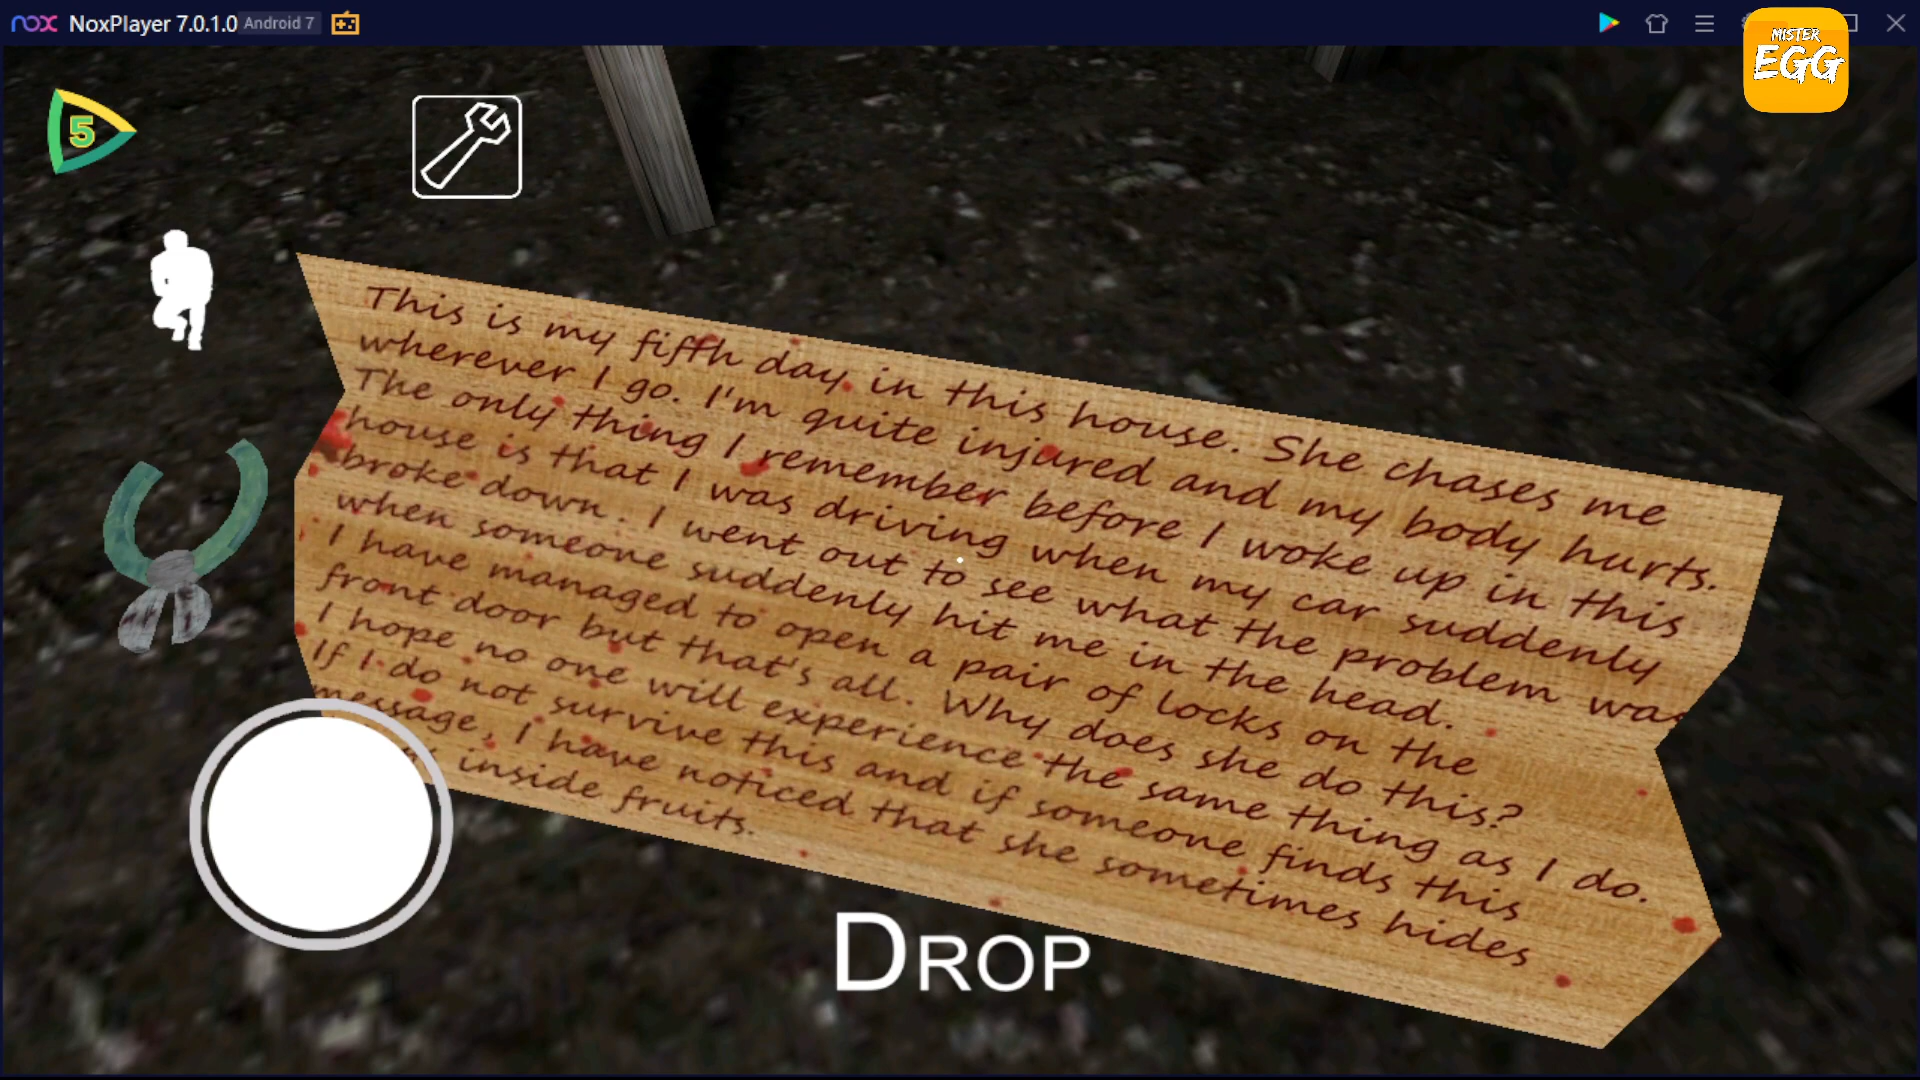 nox NoxPlayer 7.0.1.0 Android 7
MISTER
EGG
5
This is my fifth day in this house. She chases me
wherever I go. I'm quite injured and my body hurts.
The only thing I remember before I woke up in this
house is that I was driving when my car suddenly
broke down. I went out to see what the problem was
when someone suddenly hit me in the head.
I have managed to open a pair of locks on the
front door but that's all. Why does she do this?
I hope no one will experience the same thing as I do.
If I do not survive this and if someone finds this
message, I have noticed that she sometimes hides
inside fruits.
DROP